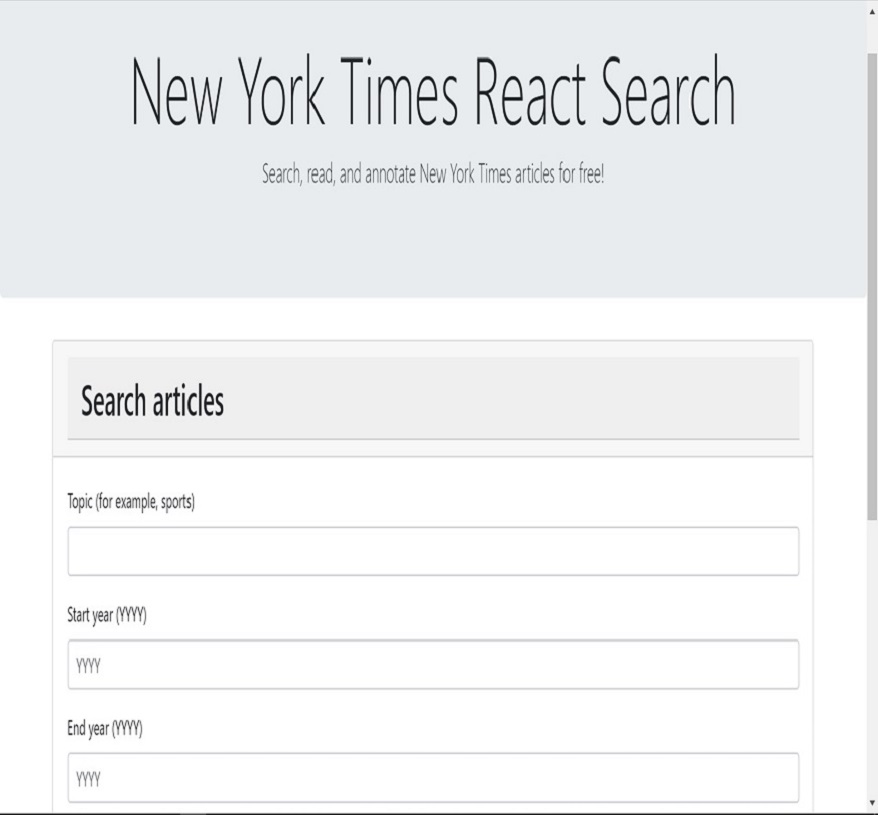 New York Times React Search
Search, read, and annotate New York Times articles for free!
Search articles
Topic (for example, sports)
Start year (YYYY)
YYYY
End year (YYYY)
YYYY